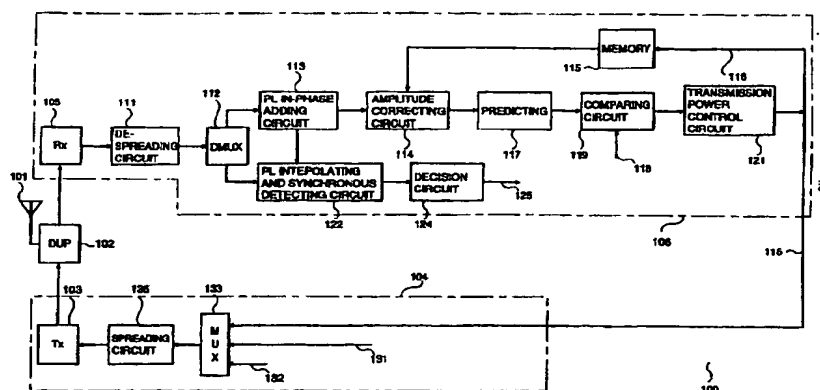 MEMORY
115
116
113
PL IN-PHASE
ADDING
CIRCUIT
AMPLITUDE
CORRECTING
CIRCUIT
114
PREDICTING
117
COMPARING
CIRCUIT
119
118
TRANSMISSION
POWER
CONTROL
CIRCUIT
121
105
Rx
111
DE-
SPREADING
CIRCUIT
112
DMUX
PL INTEPOLATING
AND SYNCHRONOUS
DETECTING CIRCUIT
122
DECISION
CIRCUIT
124
125
101
DUP
102
106
116
104
103
Tx
135
SPREADING
CIRCUIT
133
M
U
X
131
132
100